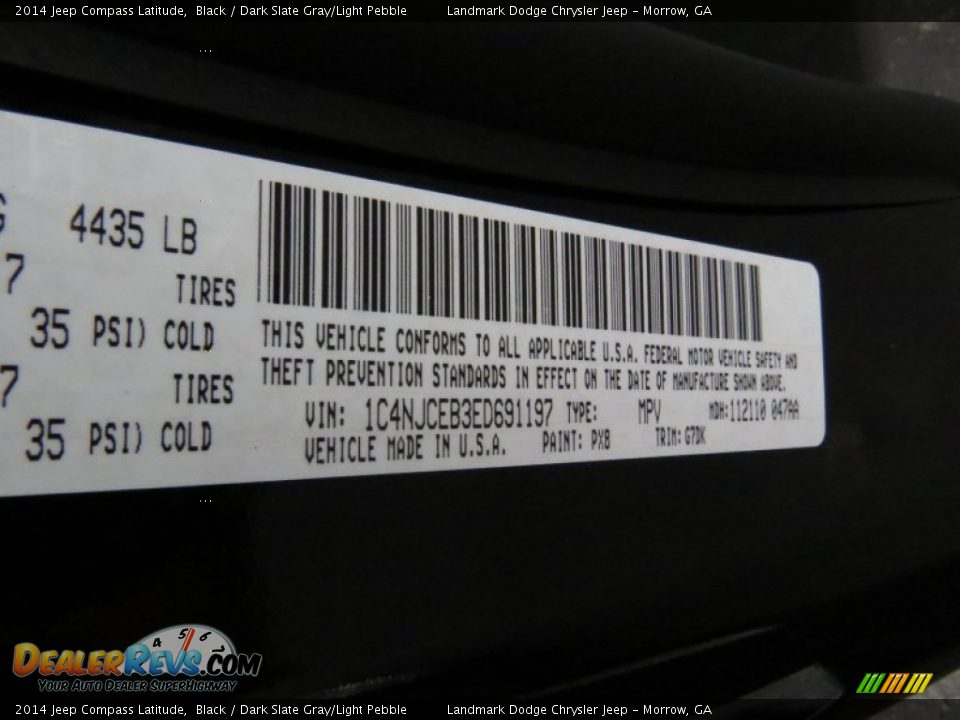 2014 Jeep Compass Latitude, Black / Dark Slate Gray/Light Pebble Landmark Dodge Chrysler Jeep - Morrow, GA
4435 LB
7 TIRES
35 PSI) COLD
7 TIRES
35 PSI) COLD
THIS VEHICLE CONFORMS TO ALL APPLICABLE U.S.A. FEDERAL MOTOR VEHICLE SAFETY AND
THEFT PREVENTION STANDARDS IN EFFECT ON THE DATE OF MANUFACTURE SHOWN ABOVE.
VIN: 1C4NJCEB3ED691197 TYPE: MPV MDH:112110 047AA
VEHICLE MADE IN U.S.A. PAINT: PX8 TRIM: G7DK
4 5 6
DEALERREVS.COM
YOUR AUTO DEALER SUPERHIGHWAY
2014 Jeep Compass Latitude, Black / Dark Slate Gray/Light Pebble Landmark Dodge Chrysler Jeep - Morrow, GA